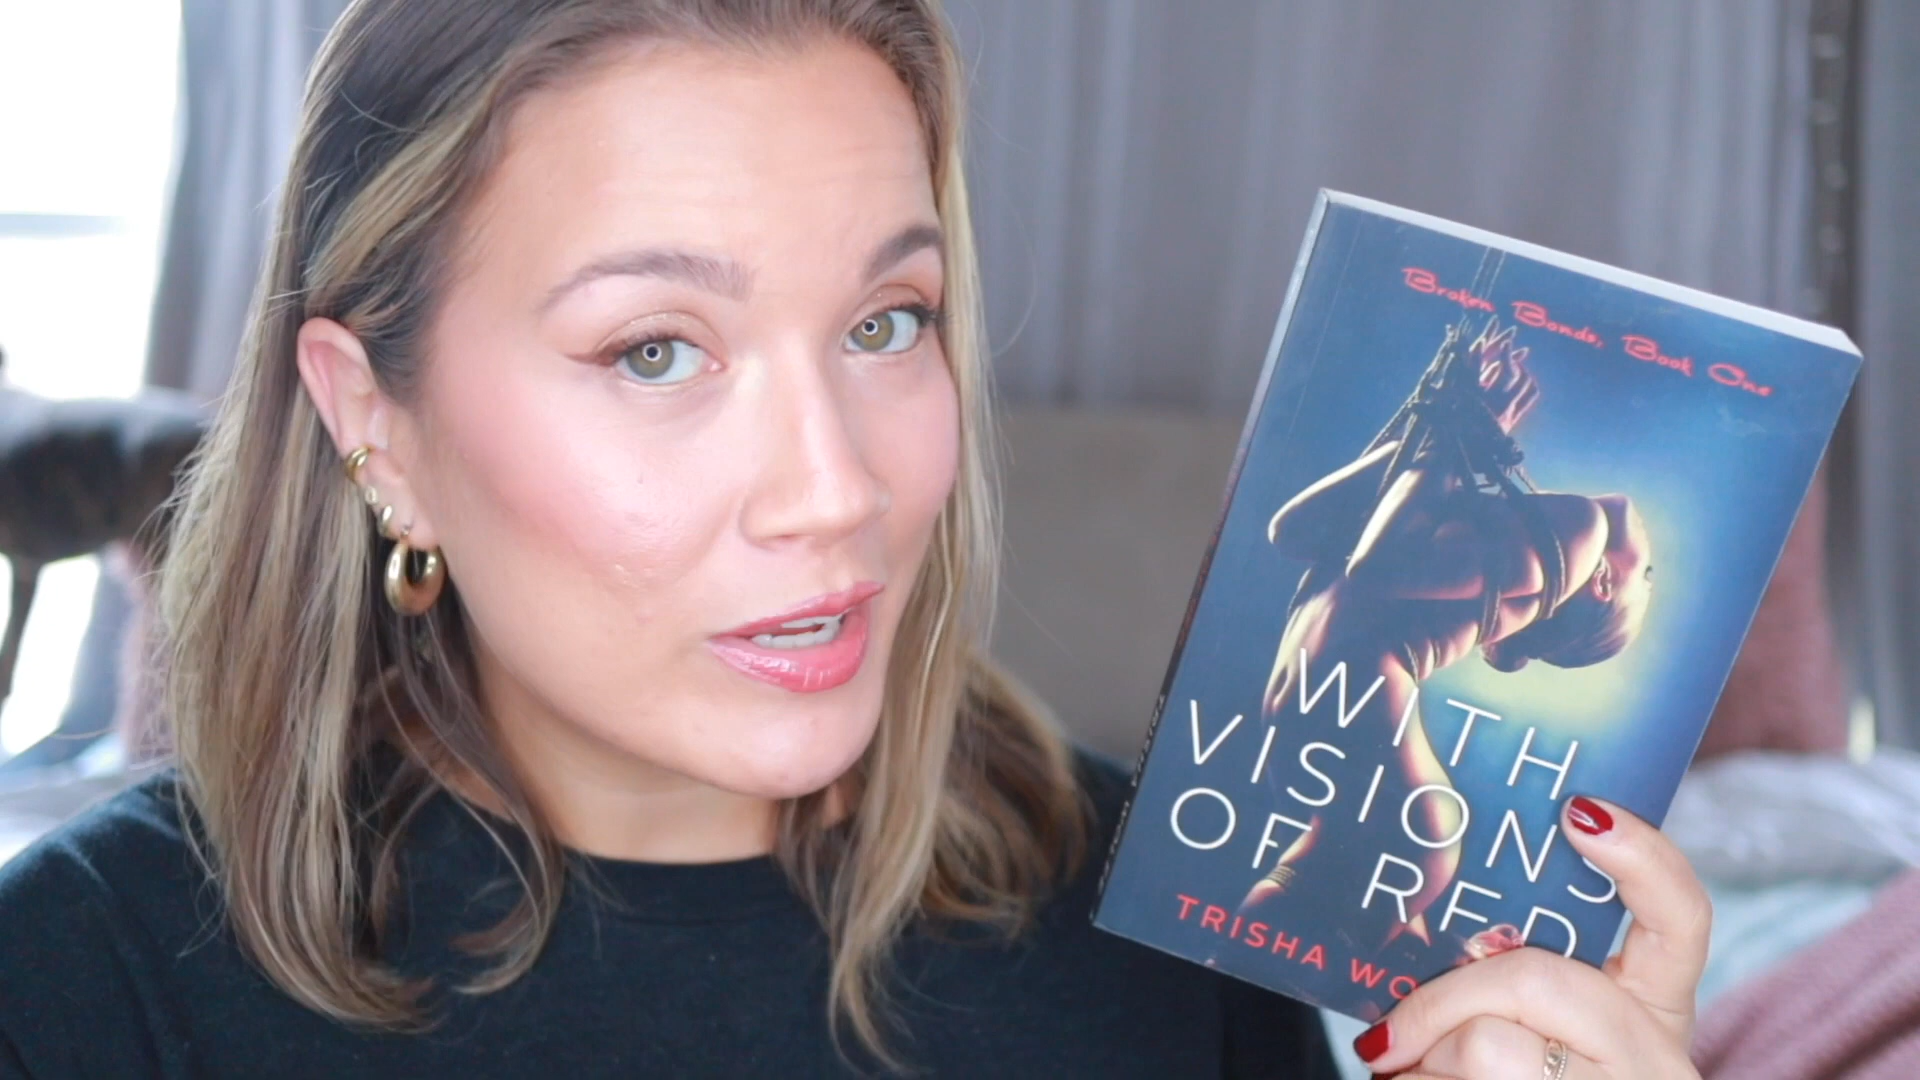 Broken Bonds, Book One
WITH
VISIONS
OF RED
TRISHA WO